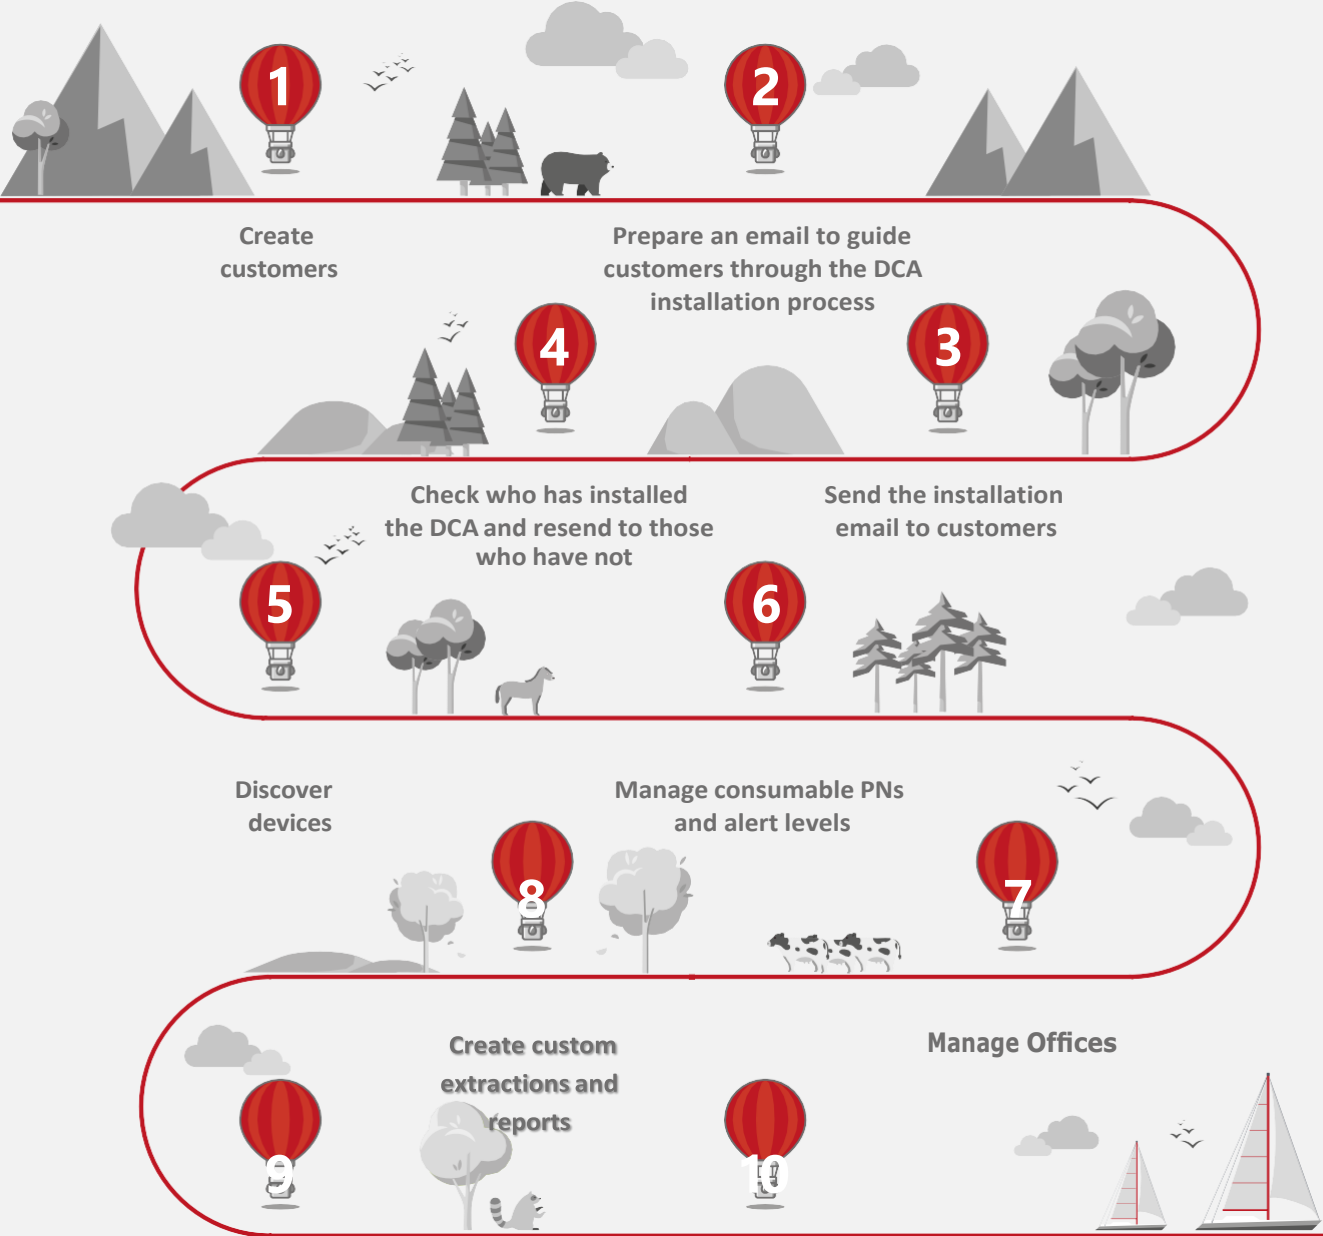 1
2
Create
customers
Prepare an email to guide
customers through the DCA
installation process
4
3
Check who has installed
the DCA and resend to those
who have not
Send the installation
email to customers
5
6
Discover
devices
Manage consumable PNs
and alert levels
8
7
Create custom
extractions and
reports
Manage Offices
9
10